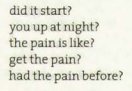 did it start?
you up at night?
the pain is like?
get the pain?
had the pain before?